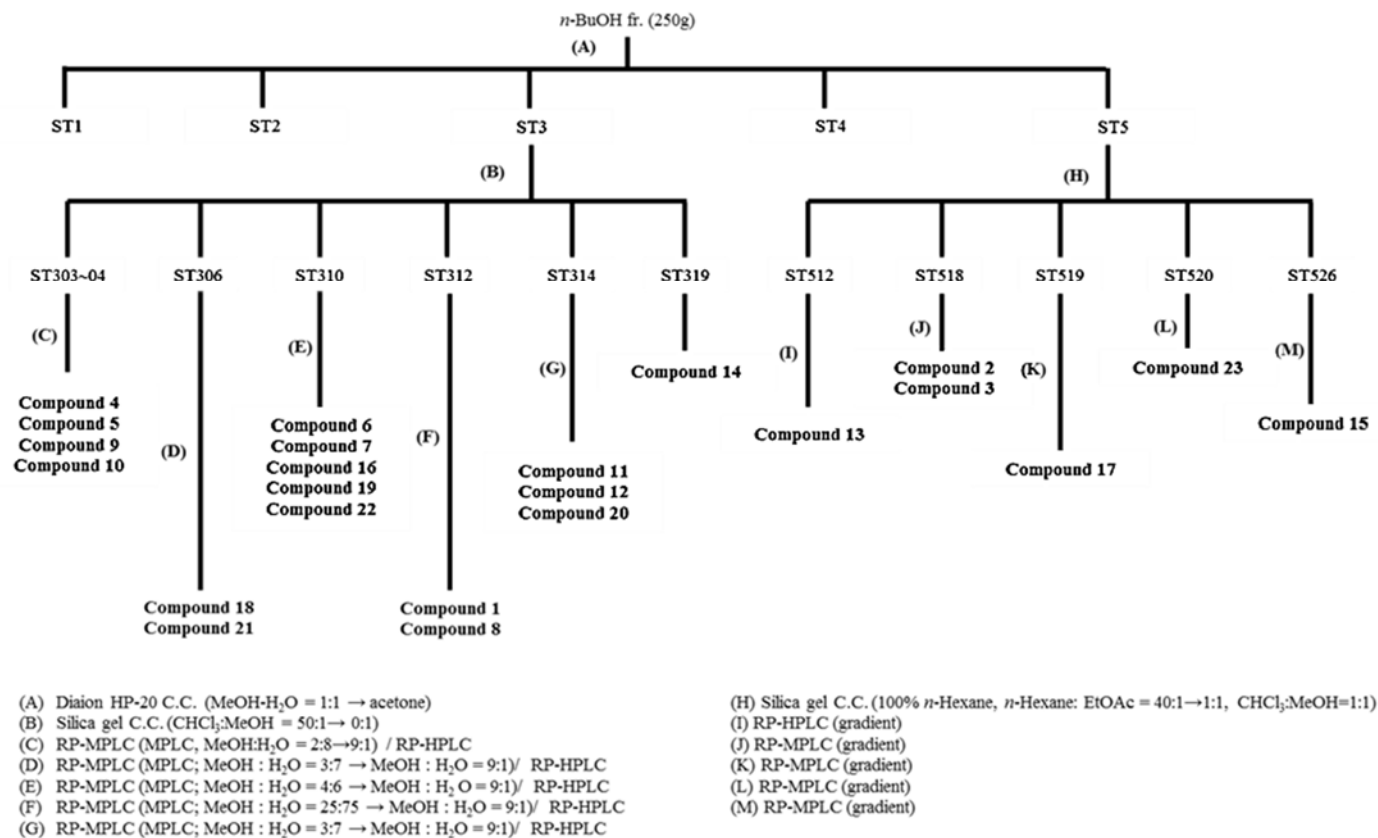 n-BuOH fr. (250g)
(A)
ST1 ST2 ST3 ST4 ST5
(B) (H)
ST303~04 ST306 ST310 ST312 ST314 ST319 ST512 ST518 ST519 ST520 ST526
(C) (D) (E) (F) (G) (I) (J) (K) (L) (M)
Compound 4
Compound 5
Compound 9
Compound 10
Compound 18
Compound 21
Compound 6
Compound 7
Compound 16
Compound 19
Compound 22
Compound 1
Compound 8
Compound 11
Compound 12
Compound 20
Compound 14
Compound 13
Compound 2
Compound 3
Compound 17
Compound 23
Compound 15
(A) Diaion HP-20 C.C. (MeOH-H₂O = 1:1 → acetone)
(B) Silica gel C.C. (CHCl₃:MeOH = 50:1→ 0:1)
(C) RP-MPLC (MPLC, MeOH:H₂O = 2:8→9:1) / RP-HPLC
(D) RP-MPLC (MPLC; MeOH : H₂O = 3:7 → MeOH : H₂O = 9:1)/ RP-HPLC
(E) RP-MPLC (MPLC; MeOH : H₂O = 4:6 → MeOH : H₂O = 9:1)/ RP-HPLC
(F) RP-MPLC (MPLC; MeOH : H₂O = 25:75 → MeOH : H₂O = 9:1)/ RP-HPLC
(G) RP-MPLC (MPLC; MeOH : H₂O = 3:7 → MeOH : H₂O = 9:1)/ RP-HPLC
(H) Silica gel C.C. (100% n-Hexane, n-Hexane: EtOAc = 40:1→1:1, CHCl₃:MeOH=1:1)
(I) RP-HPLC (gradient)
(J) RP-MPLC (gradient)
(K) RP-MPLC (gradient)
(L) RP-MPLC (gradient)
(M) RP-MPLC (gradient)